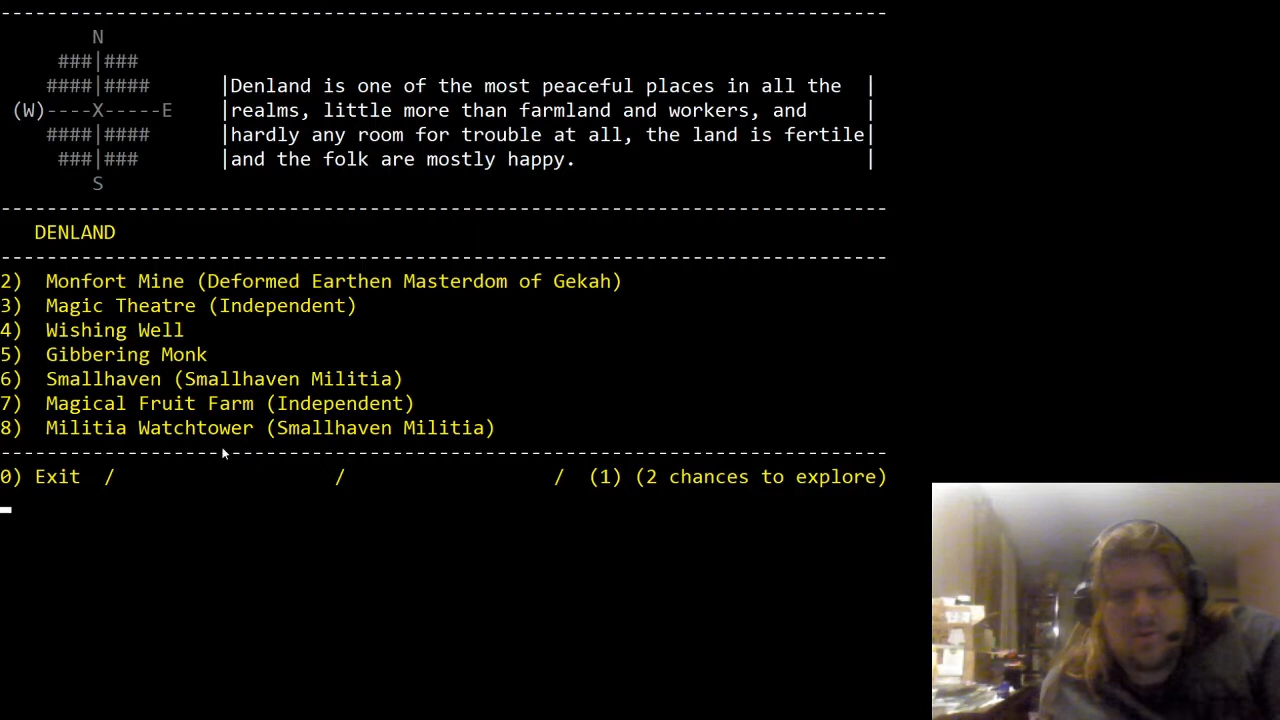 -----------------------------------------------------------------------------
N
###|###
####|####
(W)----X-----E
####|####
###|###
S
|Denland is one of the most peaceful places in all the |
|realms, little more than farmland and workers, and |
|hardly any room for trouble at all, the land is fertile|
|and the folk are mostly happy. |
-----------------------------------------------------------------------------
DENLAND
-----------------------------------------------------------------------------
2) Monfort Mine (Deformed Earthen Masterdom of Gekah)
3) Magic Theatre (Independent)
4) Wishing Well
5) Gibbering Monk
6) Smallhaven (Smallhaven Militia)
7) Magical Fruit Farm (Independent)
8) Militia Watchtower (Smallhaven Militia)
-----------------------------------------------------------------------------
0) Exit / / / (1) (2 chances to explore)